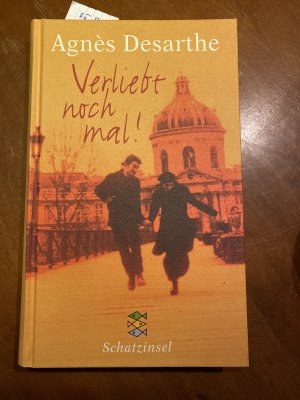 Agnès Desarthe
Verliebt
noch
mal!
Schatzinsel